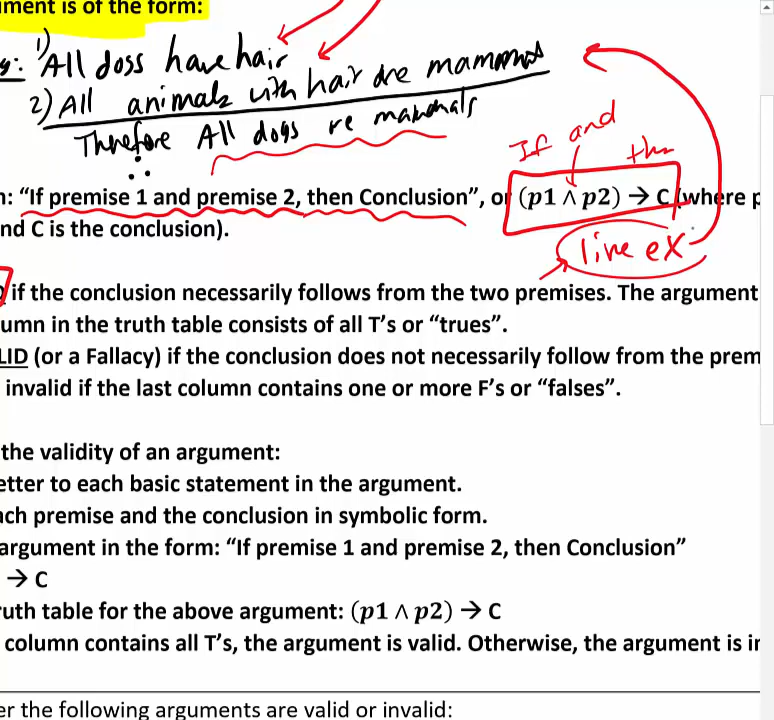 ment is of the form:
g: 1) All doss have hair
2) All animals with hair are mammals
Therefore All dogs re mammals
∴
If and then
n: “If premise 1 and premise 2, then Conclusion”, or (p1 ∧ p2) → C (where p
nd C is the conclusion).
line ex
if the conclusion necessarily follows from the two premises. The argument
umn in the truth table consists of all T’s or “trues”.
LID (or a Fallacy) if the conclusion does not necessarily follow from the prem
invalid if the last column contains one or more F’s or “falses”.
the validity of an argument:
etter to each basic statement in the argument.
ach premise and the conclusion in symbolic form.
argument in the form: “If premise 1 and premise 2, then Conclusion”
→ C
ruth table for the above argument: (p1 ∧ p2) → C
column contains all T’s, the argument is valid. Otherwise, the argument is in
er the following arguments are valid or invalid: